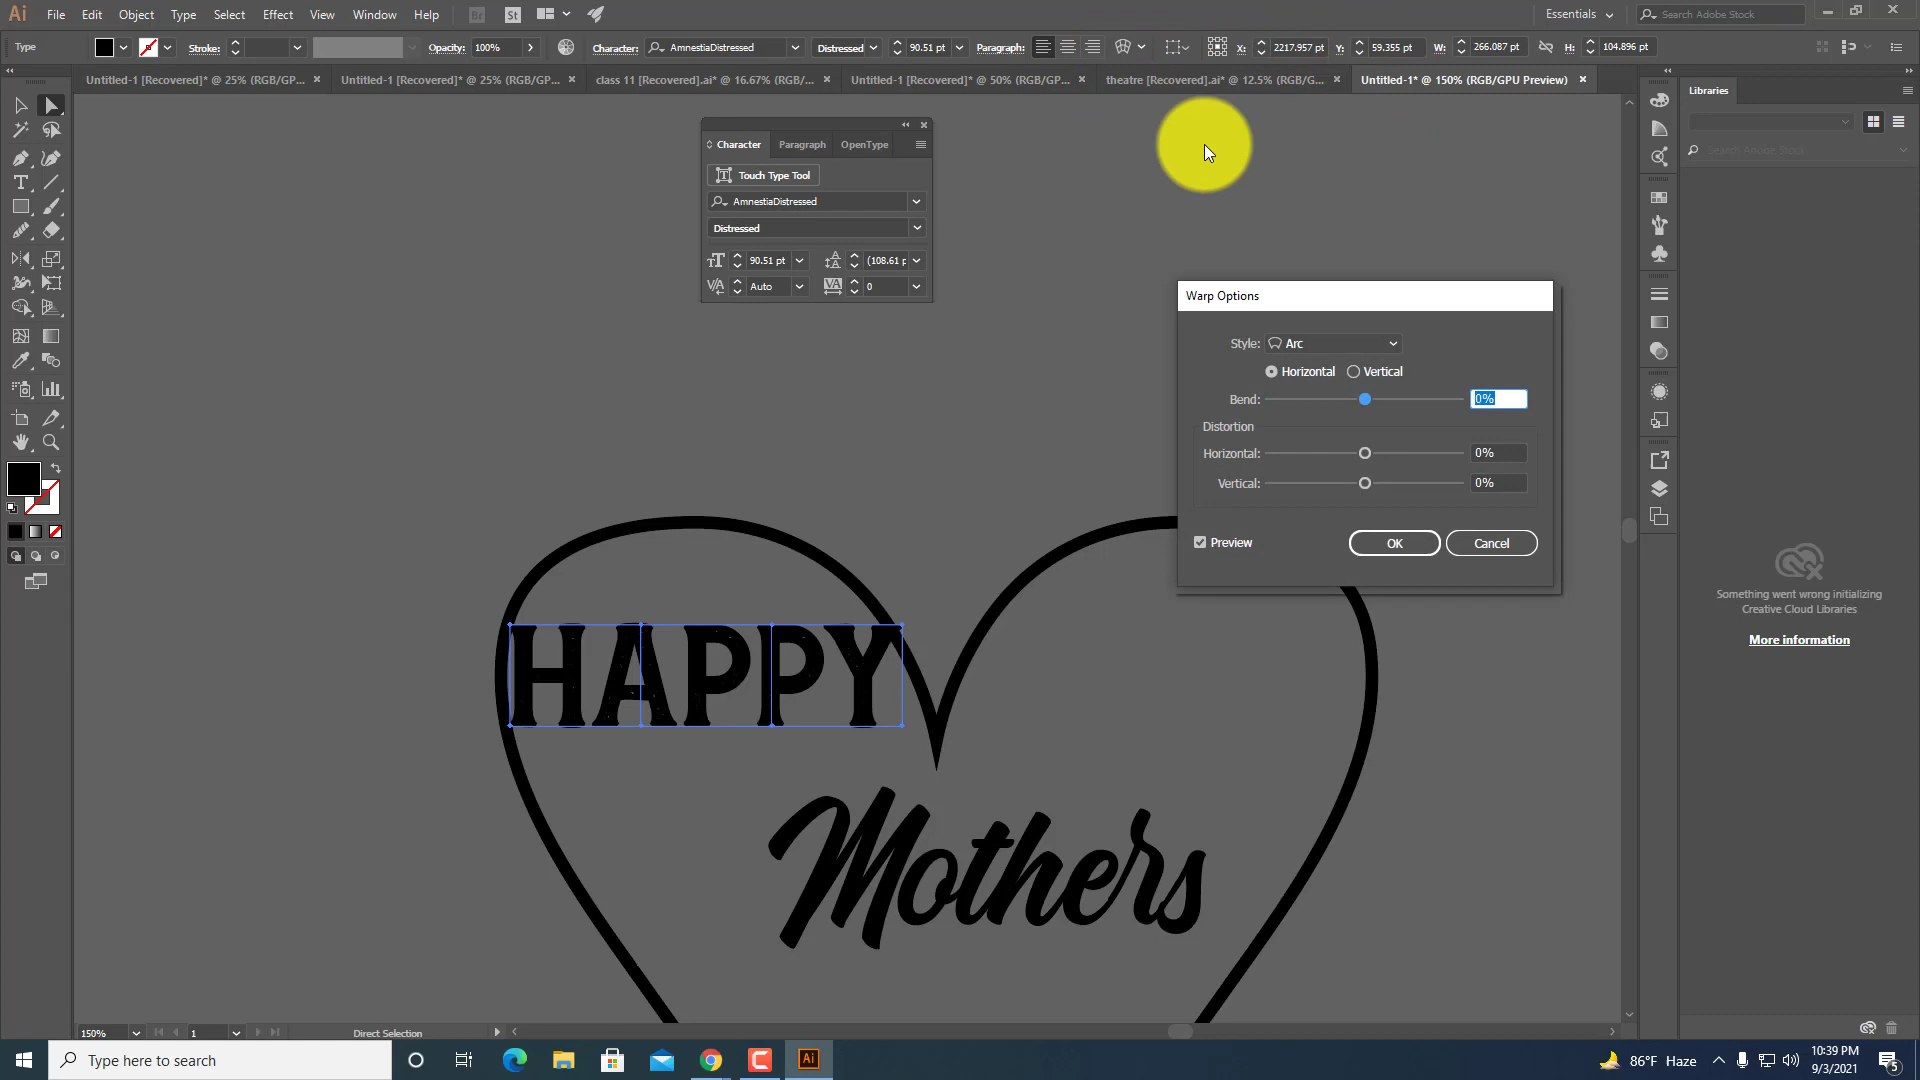 Ai File Edit Object Type Select Effect View Window Help Br St Essentials Search Adobe Stock
Type Stroke: Opacity: 100% Character: AmnestiaDistressed Distressed 90.51 pt Paragraph: X: 2217.957 pt Y: 59.355 pt W: 266.087 pt H: 104.896 pt
Untitled-1 [Recovered]* @ 25% (RGB/GP... Untitled-1 [Recovered]* @ 25% (RGB/GP... class 11 [Recovered].ai* @ 16.67% (RGB/... Untitled-1 [Recovered]* @ 50% (RGB/GP... theatre [Recovered].ai* @ 12.5% (RGB/G... Untitled-1* @ 150% (RGB/GPU Preview)
Libraries
Search Adobe Stock
Character Paragraph OpenType
Touch Type Tool
AmnestiaDistressed
Distressed
90.51 pt (108.61 p
Auto 0
Warp Options
Style: Arc
Horizontal Vertical
Bend: 0%
Distortion
Horizontal: 0%
Vertical: 0%
Preview OK Cancel
Something went wrong initializing
Creative Cloud Libraries
More information
HAPPY
Mothers
150% 1 Direct Selection
Type here to search
Ai
86°F Haze
10:39 PM
9/3/2021
5